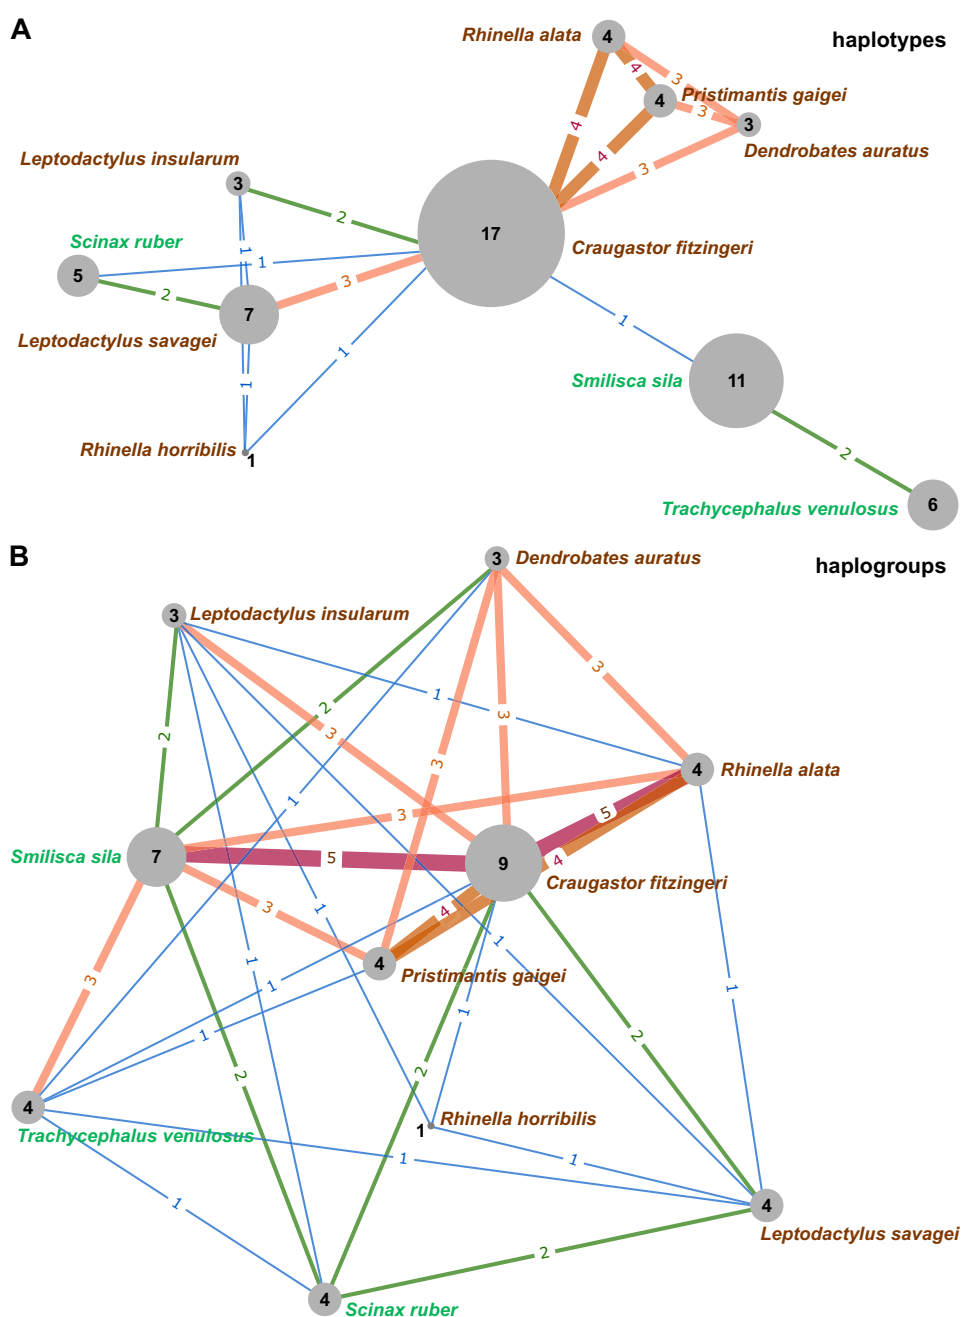 A
haplotypes
Rhinella alata
4
4
3
4
Pristimantis gaigei
3
3
Dendrobates auratus
4
4
3
Leptodactylus insularum
3
2
17
Craugastor fitzingeri
Scinax ruber
5
1
1
2
3
7
Leptodactylus savagei
1
1
1
Smilisca sila
11
Rhinella horribilis
1
2
Trachycephalus venulosus
6
B
haplogroups
3
Dendrobates auratus
3
Leptodactylus insularum
3
1
2
3
2
3
3
4
Rhinella alata
1
3
5
Smilisca sila
7
5
9
4
Craugastor fitzingeri
3
1
4
1
4
Pristimantis gaigei
1
3
1
1
1
1
2
2
2
4
Trachycephalus venulosus
1
Rhinella horribilis
1
1
1
4
Leptodactylus savagei
2
4
Scinax ruber